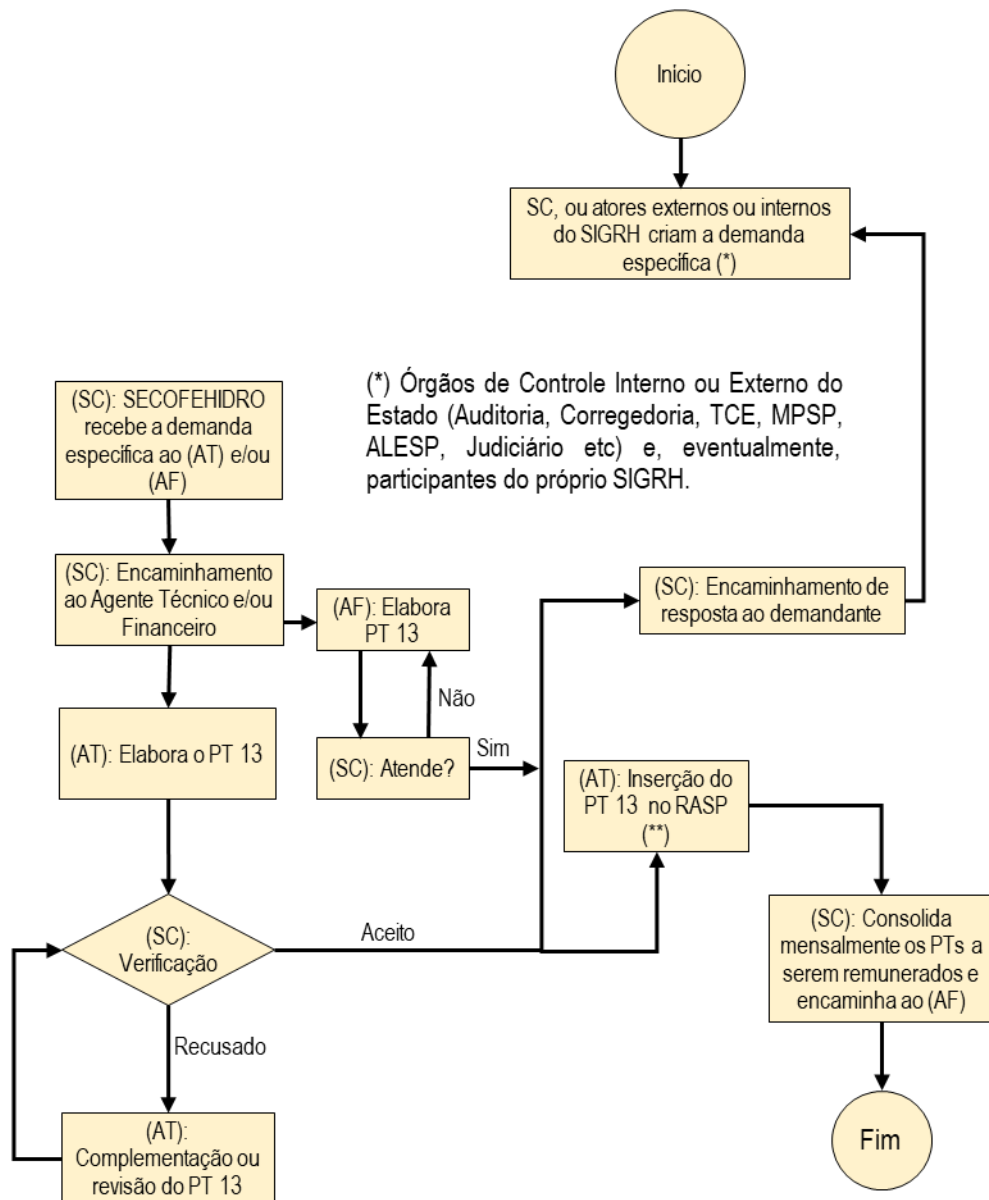 Início
SC, ou atores externos ou internos
do SIGRH criam a demanda
específica (*)
(*) Órgãos de Controle Interno ou Externo do
Estado (Auditoria, Corregedoria, TCE, MPSP,
ALESP, Judiciário etc) e, eventualmente,
participantes do próprio SIGRH.
(SC): SECOFEHIDRO
recebe a demanda
específica ao (AT) e/ou
(AF)
(SC): Encaminhamento
ao Agente Técnico e/ou
Financeiro
(AF): Elabora
PT 13
Não
(SC): Atende?
Sim
(SC): Encaminhamento de
resposta ao demandante
(AT): Elabora o PT 13
(AT): Inserção do
PT 13 no RASP
(**)
(SC):
Verificação
Aceito
Recusado
(SC): Consolida
mensalmente os PTs a
serem remunerados e
encaminha ao (AF)
(AT):
Complementação ou
revisão do PT 13
Fim